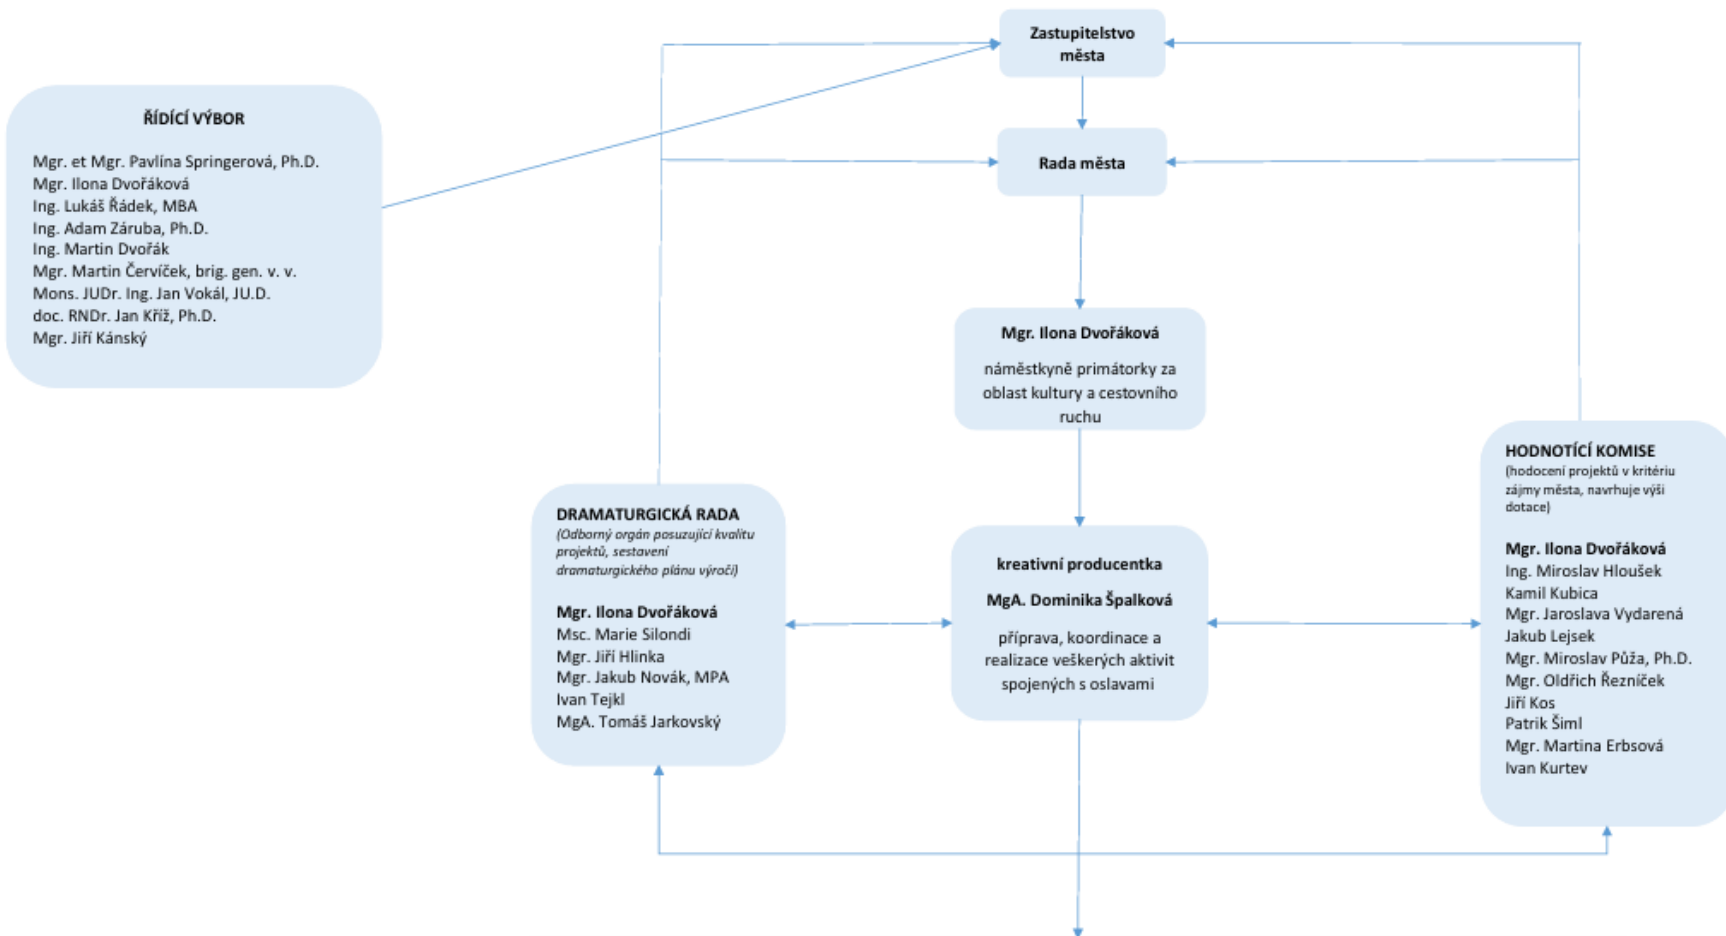 Zastupitelstvo
města
ŘÍDÍCÍ VÝBOR
Mgr. et Mgr. Pavlína Springerová, Ph.D.
Mgr. Ilona Dvořáková
Ing. Lukáš Řádek, MBA
Ing. Adam Záruba, Ph.D.
Ing. Martin Dvořák
Mgr. Martin Červíček, brig. gen. v. v.
Mons. JUDr. Ing. Jan Vokál, JU.D.
doc. RNDr. Jan Kříž, Ph.D.
Mgr. Jiří Kánský
Rada města
Mgr. Ilona Dvořáková
náměstkyně primátorky za
oblast kultury a cestovního
ruchu
DRAMATURGICKÁ RADA
(Odborný orgán posuzující kvalitu
projektů, sestavení
dramaturgického plánu výročí)
Mgr. Ilona Dvořáková
Msc. Marie Silondi
Mgr. Jiří Hlinka
Mgr. Jakub Novák, MPA
Ivan Tejkl
MgA. Tomáš Jarkovský
kreativní producentka
MgA. Dominika Špalková
příprava, koordinace a
realizace veškerých aktivit
spojených s oslavami
HODNOTÍCÍ KOMISE
(hodocení projektů v kritériu
zájmy města, navrhuje výši
dotace)
Mgr. Ilona Dvořáková
Ing. Miroslav Hloušek
Kamil Kubica
Mgr. Jaroslava Vydarená
Jakub Lejsek
Mgr. Miroslav Půža, Ph.D.
Mgr. Oldřich Řezníček
Jiří Kos
Patrik Šiml
Mgr. Martina Erbsová
Ivan Kurtev